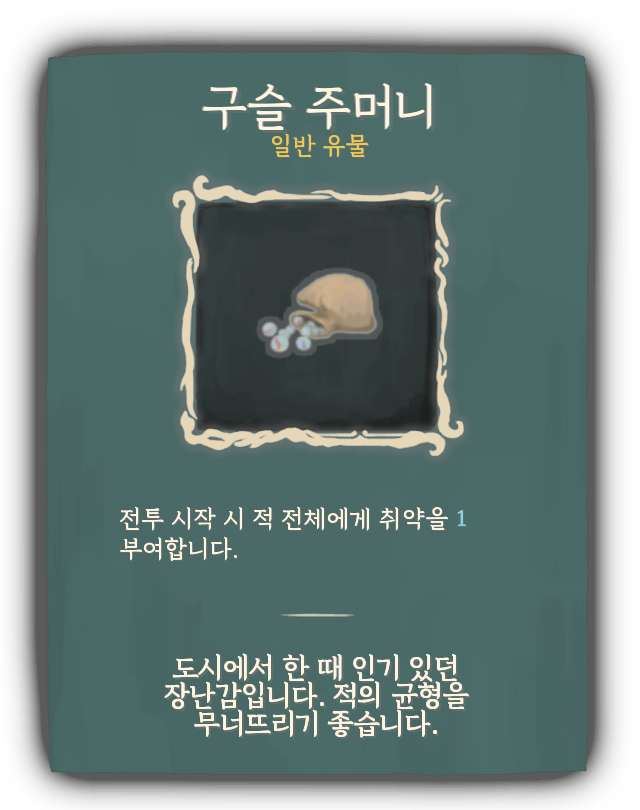 구슬 주머니
일반 유물
전투 시작 시 적 전체에게 취약을 1
부여합니다.
도시에서 한 때 인기 있던
장난감입니다. 적의 균형을
무너뜨리기 좋습니다.